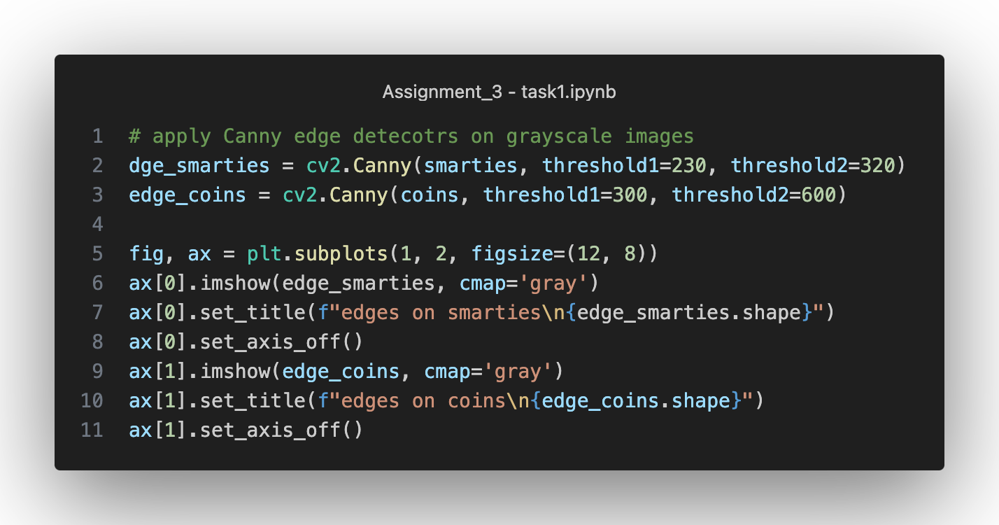 Assignment_3 - task1.ipynb
1 # apply Canny edge detecotrs on grayscale images
2 dge_smarties = cv2.Canny(smarties, threshold1=230, threshold2=320)
3 edge_coins = cv2.Canny(coins, threshold1=300, threshold2=600)
4
5 fig, ax = plt.subplots(1, 2, figsize=(12, 8))
6 ax[0].imshow(edge_smarties, cmap='gray')
7 ax[0].set_title(f"edges on smarties\n{edge_smarties.shape}")
8 ax[0].set_axis_off()
9 ax[1].imshow(edge_coins, cmap='gray')
10 ax[1].set_title(f"edges on coins\n{edge_coins.shape}")
11 ax[1].set_axis_off()